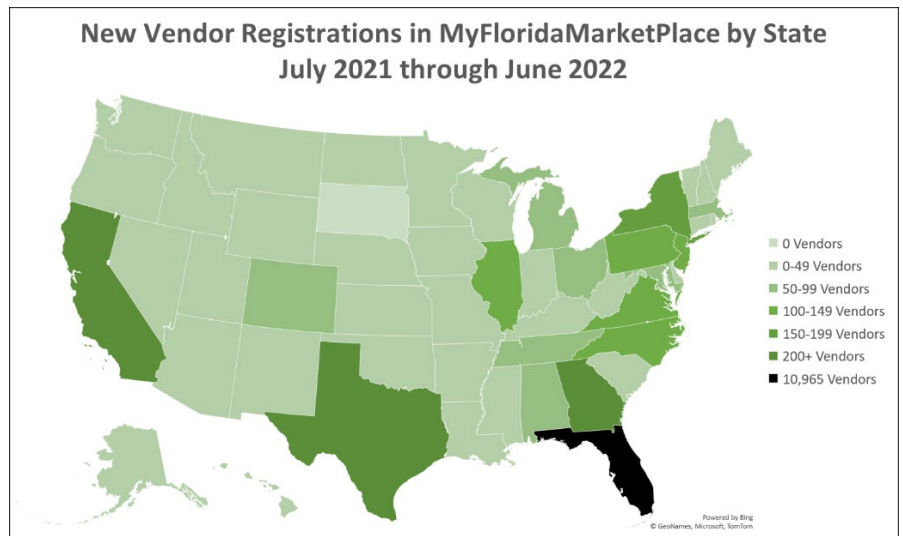 New Vendor Registrations in MyFloridaMarketPlace by State
July 2021 through June 2022
0 Vendors
0-49 Vendors
50-99 Vendors
100-149 Vendors
150-199 Vendors
200+ Vendors
10,965 Vendors
Powered by Bing
© GeoNames, Microsoft, TomTom